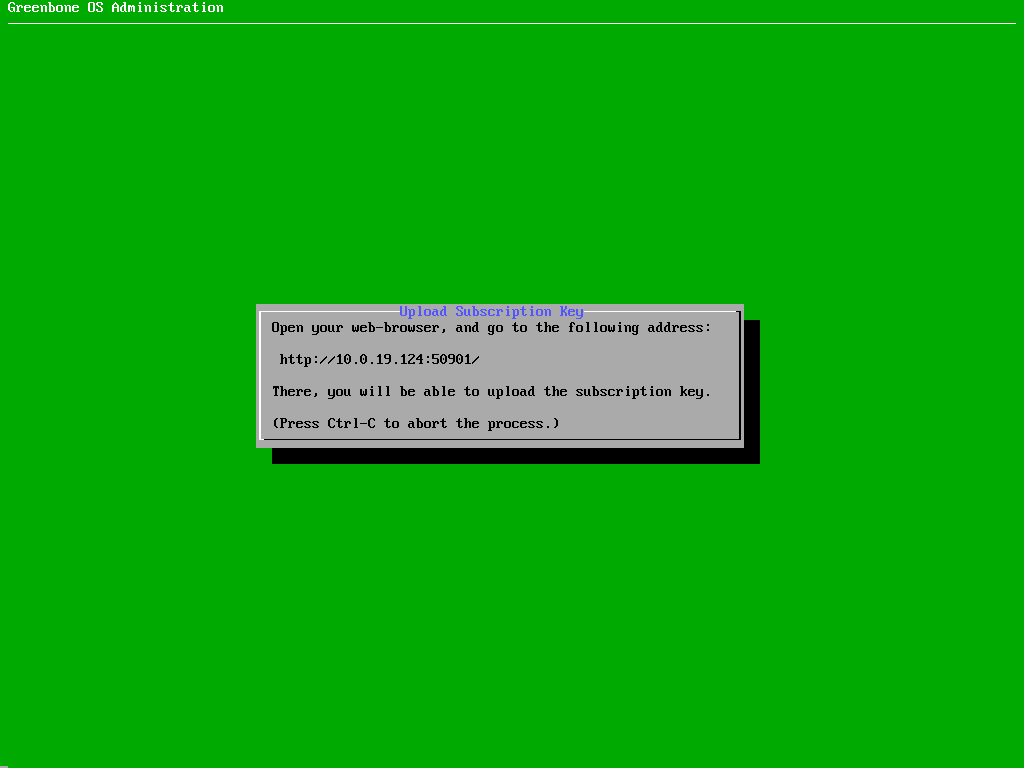 Greenbone OS Administration
Upload Subscription Key
Open your web-browser, and go to the following address:
http://10.0.19.124:50901/
There, you will be able to upload the subscription key.
(Press Ctrl-C to abort the process.)